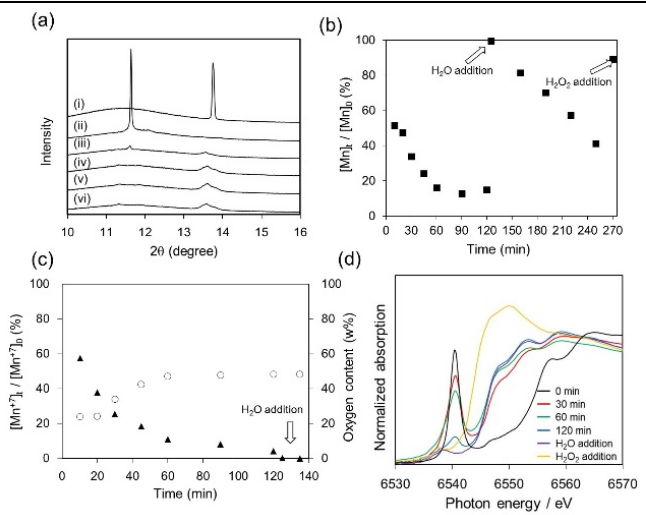 (a)
(i)
(ii)
(iii)
(iv)
(v)
(vi)
Intensity
10 11 12 13 14 15 16
2θ (degree)
(b)
100
80
60
40
20
0
[Mn]t / [Mn]0 (%)
H2O addition
H2O2 addition
0 30 60 90 120 150 180 210 240 270
Time (min)
(c)
100 100
80 80
60 60
40 40
20 20
0 0
[Mn+7]t / [Mn+7]0 (%)
Oxygen content (w%)
H2O addition
0 20 40 60 80 100 120 140
Time (min)
(d)
Normalized absorption
0 min
30 min
60 min
120 min
H2O addition
H2O2 addition
6530 6540 6550 6560 6570
Photon energy / eV